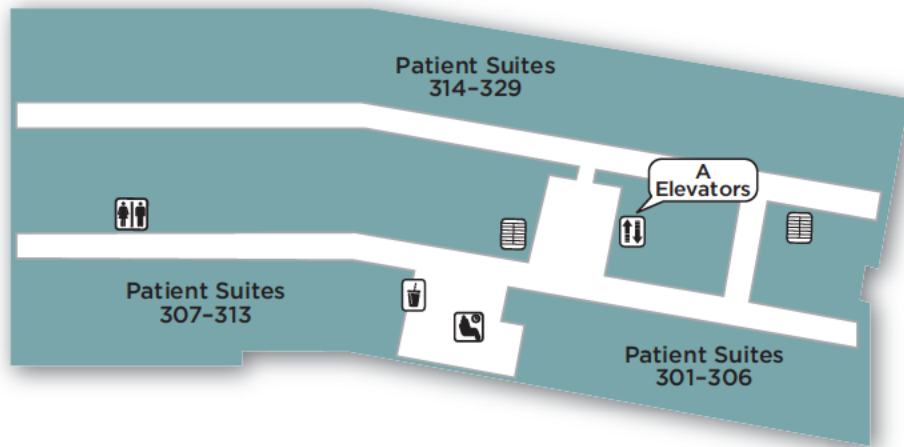 Patient Suites
314–329
A
Elevators
Patient Suites
307–313
Patient Suites
301–306